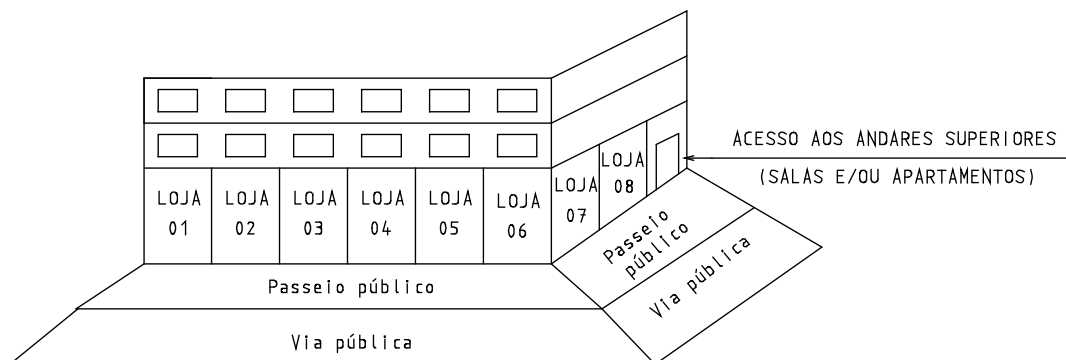 ACESSO AOS ANDARES SUPERIORES
(SALAS E/OU APARTAMENTOS)
LOJA
01
LOJA
02
LOJA
03
LOJA
04
LOJA
05
LOJA
06
LOJA
07
LOJA
08
Passeio público
Via pública
Passeio
público
Via pública